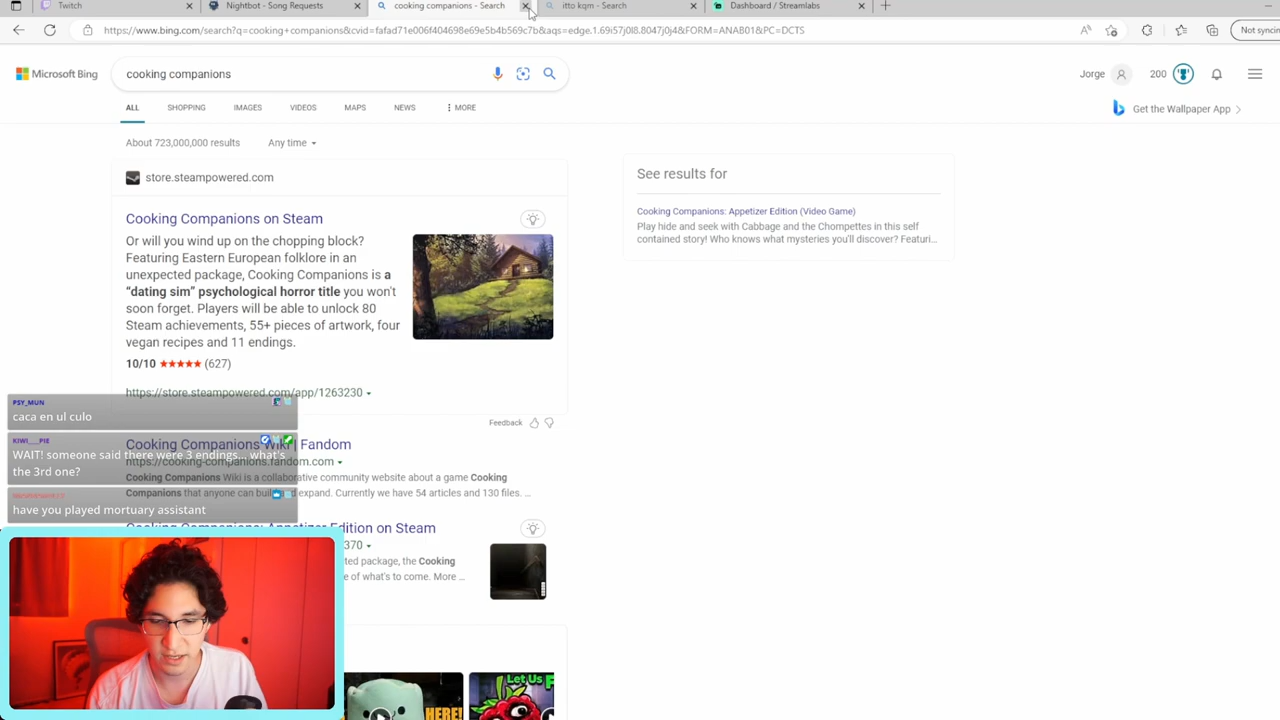 Twitch
Nightbot - Song Requests
cooking companions - Search
itto kqm - Search
Dashboard / Streamlabs
https://www.bing.com/search?q=cooking+companions&cvid=fafad71e006f404698e69e5b4b569c7b&aqs=edge.1.69i57j0l8.8047j0j4&FORM=ANAB01&PC=DCTS
Not syncin
Microsoft Bing
cooking companions
Jorge
200
ALL
SHOPPING
IMAGES
VIDEOS
MAPS
NEWS
MORE
Get the Wallpaper App
About 723,000,000 results
Any time
store.steampowered.com
Cooking Companions on Steam
Or will you wind up on the chopping block?
Featuring Eastern European folklore in an
unexpected package, Cooking Companions is a
“dating sim” psychological horror title you won't
soon forget. Players will be able to unlock 80
Steam achievements, 55+ pieces of artwork, four
vegan recipes and 11 endings.
10/10 ★★★★★ (627)
https://store.steampowered.com/app/1263230
Feedback
See results for
Cooking Companions: Appetizer Edition (Video Game)
Play hide and seek with Cabbage and the Chompettes in this self
contained story! Who knows what mysteries you'll discover? Featuri...
PSY_MUN
caca en ul culo
KIWI___PIE
WAIT! someone said there were 3 endings... what's
the 3rd one?
have you played mortuary assistant
Cooking Companions Wiki | Fandom
https://cooking-companions.fandom.com
Cooking Companions Wiki is a collaborative community website about a game Cooking
Companions that anyone can build and expand. Currently we have 54 articles and 130 files. ...
Cooking Companions: Appetizer Edition on Steam
370
ted package, the Cooking
e of what's to come. More ...
HERE!
LET US F